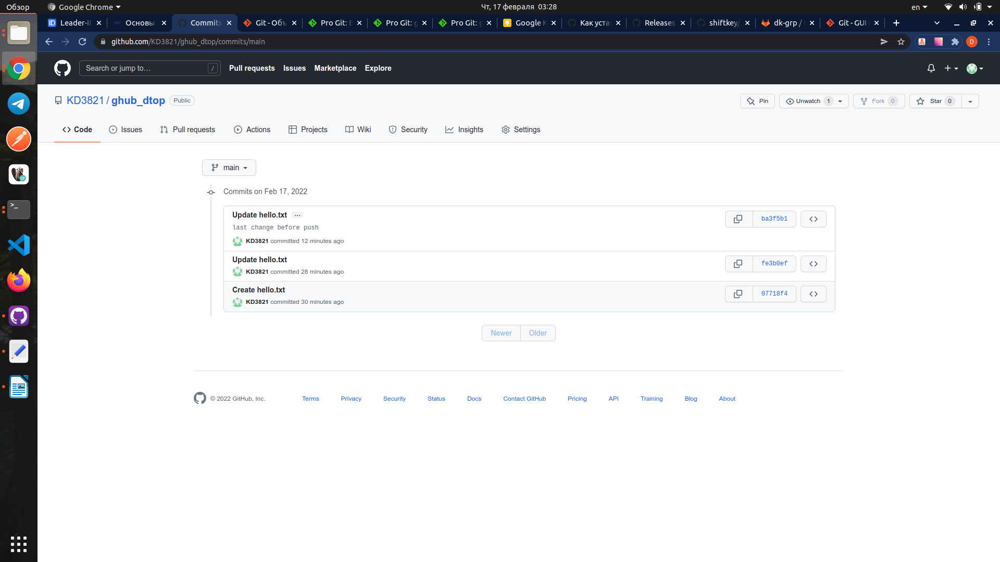 Обзор
Google Chrome
Чт, 17 февраля 03:28
en
Leader-ID
Основы
Commits
Git - Объ
Pro Git:
Pro Git: g
Pro Git: g
Google K
Как уста
Releases
shiftkey/
dk-grp /
Git - GUI
github.com/KD3821/ghub_dtop/commits/main
D
Search or jump to…
/
Pull requests
Issues
Marketplace
Explore
KD3821 / ghub_dtop
Public
Pin
Unwatch 1
Fork 0
Star 0
Code
Issues
Pull requests
Actions
Projects
Wiki
Security
Insights
Settings
main
Commits on Feb 17, 2022
Update hello.txt …
last change before push
KD3821 committed 12 minutes ago
ba3f5b1
Update hello.txt
KD3821 committed 28 minutes ago
fe3b0ef
Create hello.txt
KD3821 committed 30 minutes ago
07718f4
Newer
Older
© 2022 GitHub, Inc.
Terms
Privacy
Security
Status
Docs
Contact GitHub
Pricing
API
Training
Blog
About